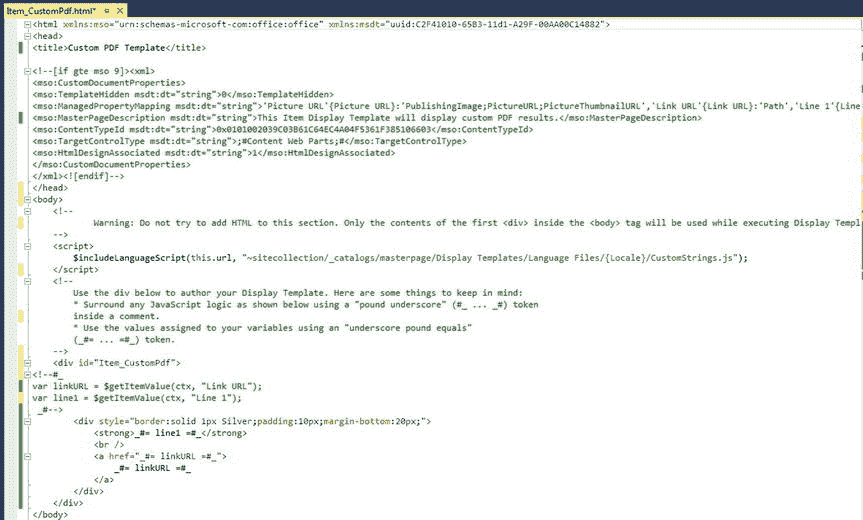 Item_CustomPdf.html*
<html xmlns:mso="urn:schemas-microsoft-com:office:office" xmlns:msdt="uuid:C2F41010-65B3-11d1-A29F-00AA00C14882">
<head>
<title>Custom PDF Template</title>
<!--[if gte mso 9]><xml>
<mso:CustomDocumentProperties>
<mso:TemplateHidden msdt:dt="string">0</mso:TemplateHidden>
<mso:ManagedPropertyMapping msdt:dt="string">'Picture URL'{Picture URL}:'PublishingImage;PictureURL;PictureThumbnailURL','Link URL'{Link URL}:'Path','Line 1'{Line
<mso:MasterPageDescription msdt:dt="string">This Item Display Template will display custom PDF results.</mso:MasterPageDescription>
<mso:ContentTypeId msdt:dt="string">0x0101002039C03B61C64EC4A04F5361F385106603</mso:ContentTypeId>
<mso:TargetControlType msdt:dt="string">;#Content Web Parts;#</mso:TargetControlType>
<mso:HtmlDesignAssociated msdt:dt="string">1</mso:HtmlDesignAssociated>
</mso:CustomDocumentProperties>
</xml><![endif]-->
</head>
<body>
<!--
Warning: Do not try to add HTML to this section. Only the contents of the first <div> inside the <body> tag will be used while executing Display Templ
-->
<script>
$includeLanguageScript(this.url, "~sitecollection/_catalogs/masterpage/Display Templates/Language Files/{Locale}/CustomStrings.js");
</script>
<!--
Use the div below to author your Display Template. Here are some things to keep in mind:
* Surround any JavaScript logic as shown below using a "pound underscore" (#_ ... _#) token
inside a comment.
* Use the values assigned to your variables using an "underscore pound equals"
(_#= ... =#_) token.
-->
<div id="Item_CustomPdf">
<!--#_
var linkURL = $getItemValue(ctx, "Link URL");
var line1 = $getItemValue(ctx, "Line 1");
_#-->
<div style="border:solid 1px Silver;padding:10px;margin-bottom:20px;">
<strong>_#= line1 =#_</strong>
<br />
<a href="_#= linkURL =#_">
_#= linkURL =#_
</a>
</div>
</div>
</body>